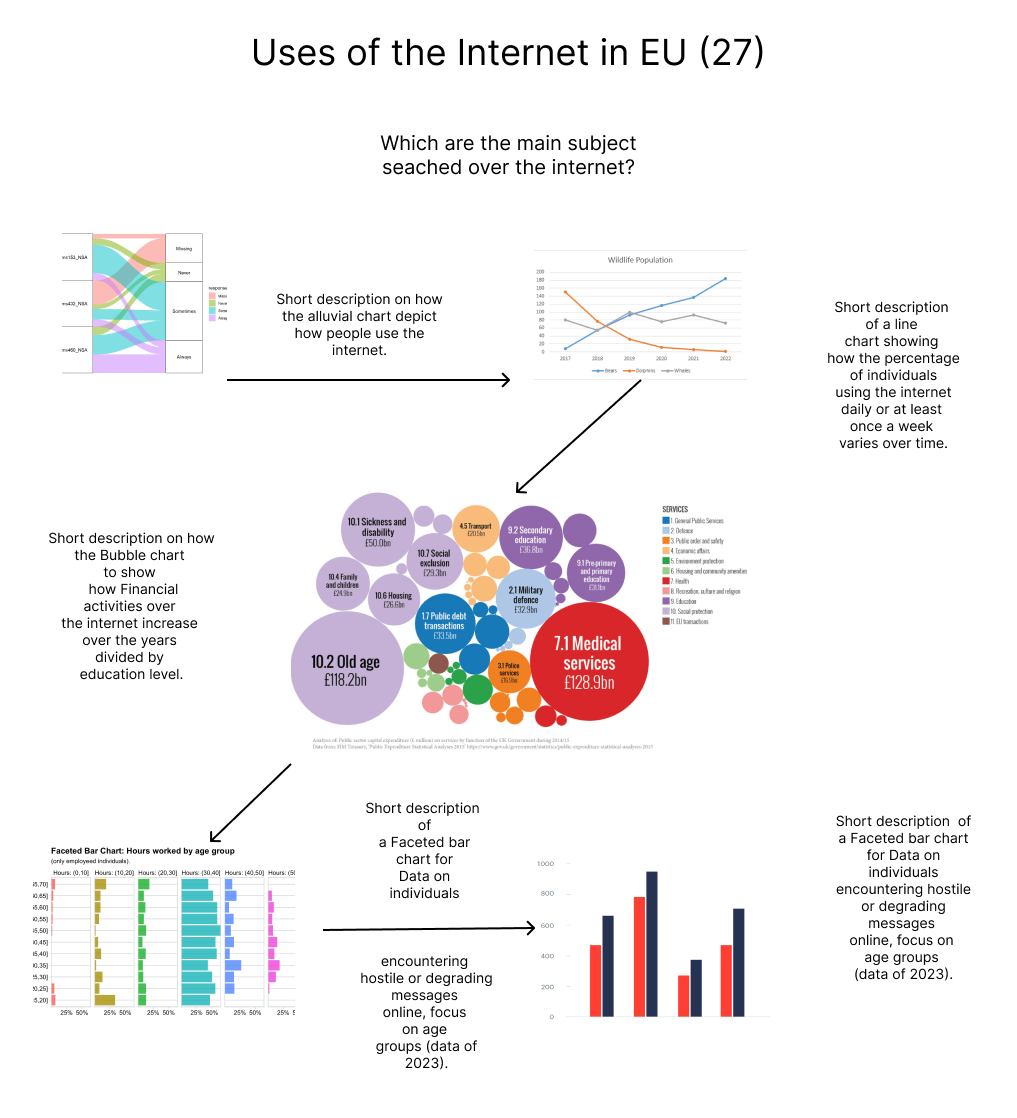 Uses of the Internet in EU (27)
Which are the main subject
seached over the internet?
ms153_NSA
ms432_NSA
ms460_NSA
Missing
Never
Sometimes
Always
response
Short description on how
the alluvial chart depict
how people use the
internet.
Wildlife Population
200
180
160
140
120
100
80
60
40
20
0
2017 2018 2019 2020 2021 2022
Bears Dolphins Whales
Short description
of a line
chart showing
how the percentage
of individuals
using the internet
daily or at least
once a week
varies over time.
Short description on how
the Bubble chart
to show
how Financial
activities over
the internet increase
over the years
divided by
education level.
10.1 Sickness and
disability
£50.0bn
4.5 Transport
£20.5bn
9.2 Secondary
education
£36.8bn
10.7 Social
exclusion
£29.3bn
9.1 Pre-primary
and primary
education
10.4 Family
and children
£24.9bn
10.6 Housing
£26.6bn
2.1 Military
defence
£32.9bn
1.7 Public debt
transactions
£33.5bn
10.2 Old age
£118.2bn
3.1 Police
services
7.1 Medical
services
£128.9bn
SERVICES
1. General Public Services
2. Defence
3. Public order and safety
4. Economic affairs
5. Environment protection
6. Housing and community amenities
7. Health
8. Recreation, culture and religion
9. Education
10. Social protection
11. EU transactions
Analysis of: Public sector capital expenditure (£ million) on services by function of the UK Government during 2014/15
Data from: HM Treasury, 'Public Expenditure Statistical Analyses 2015' https://www.gov.uk/government/statistics/public-expenditure-statistical-analyses-2015
Faceted Bar Chart: Hours worked by age group
(only employeed individuals).
Hours: (0,10] Hours: (10,20] Hours: (20,30] Hours: (30,40] Hours: (40,50] Hours: (50
5,70]
0,65]
5,60]
0,55]
5,50]
0,45]
5,40]
0,35]
5,30]
0,25]
5,20]
25% 50% 25% 50% 25% 50% 25% 50% 25% 50% 25% 5
Short description
of
a Faceted bar
chart for
Data on
individuals
encountering
hostile or degrading
messages
online, focus
on age
groups (data of
2023).
1000
800
600
400
200
0
Short description of
a Faceted bar chart
for Data on
individuals
encountering hostile
or degrading
messages
online, focus on
age groups
(data of 2023).